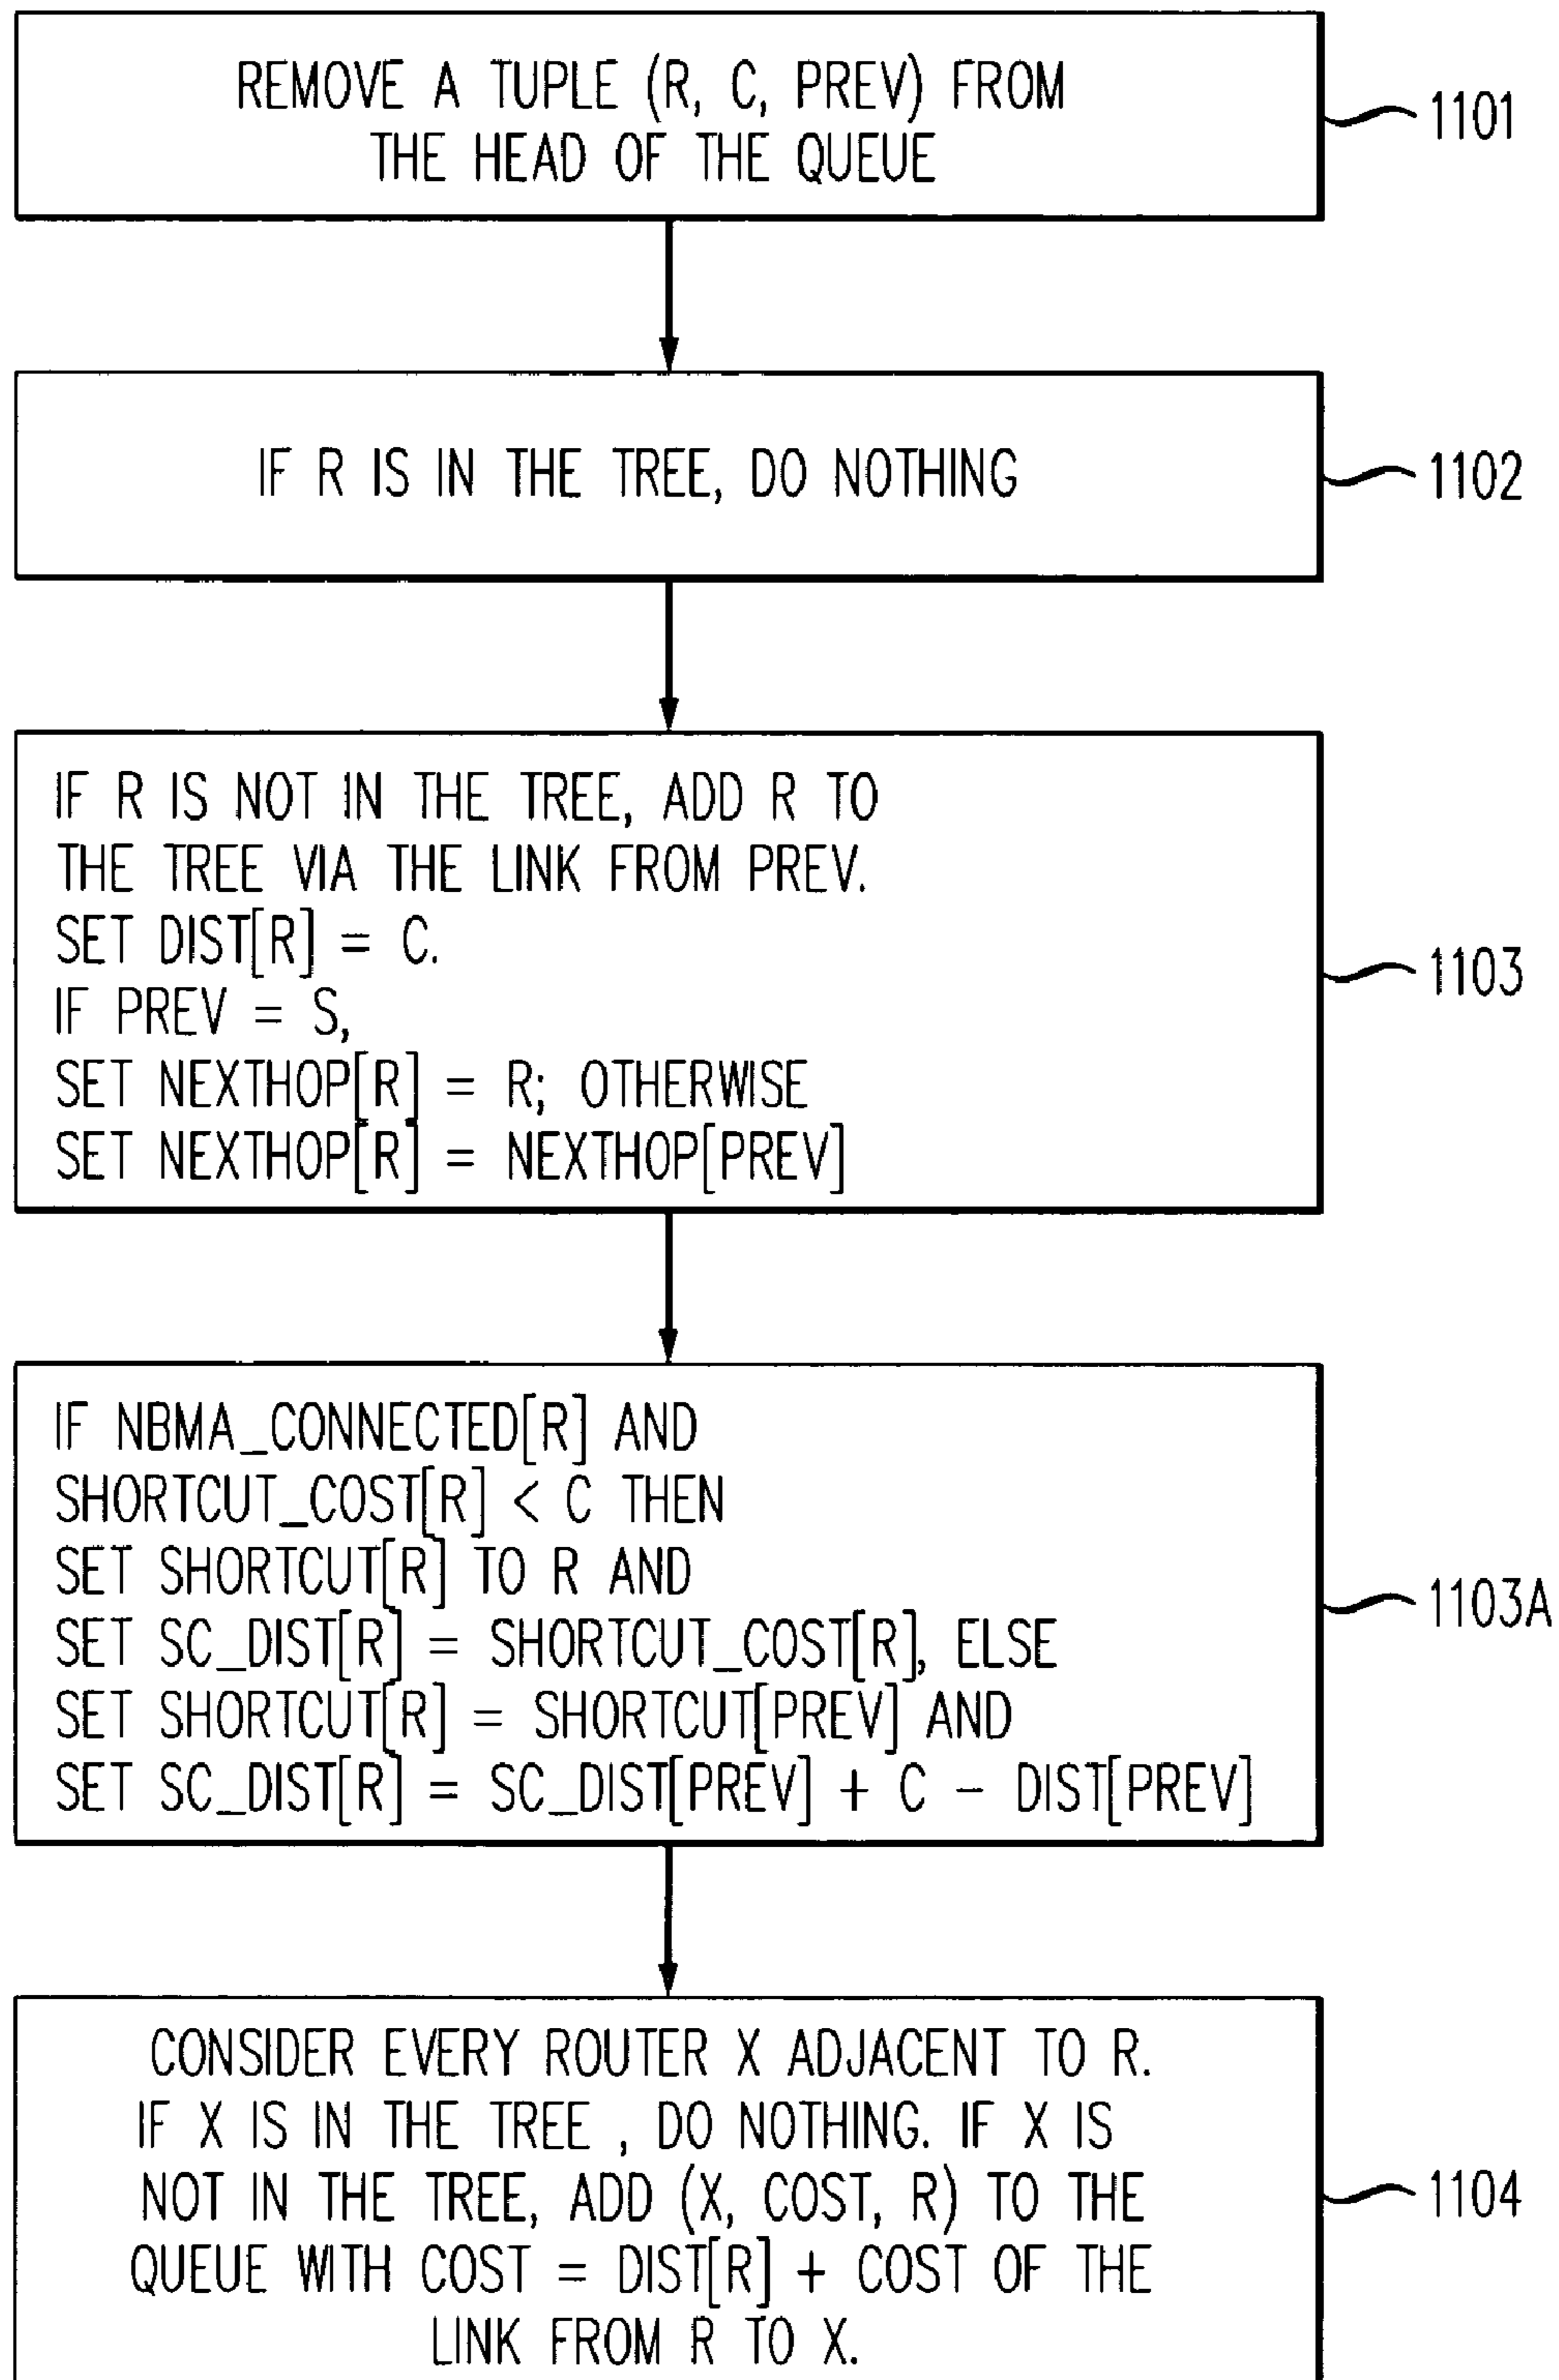 REMOVE A TUPLE (R, C, PREV) FROM
THE HEAD OF THE QUEUE
1101
IF R IS IN THE TREE, DO NOTHING
1102
IF R IS NOT IN THE TREE, ADD R TO
THE TREE VIA THE LINK FROM PREV.
SET DIST[R] = C.
IF PREV = S,
SET NEXTHOP[R] = R; OTHERWISE
SET NEXTHOP[R] = NEXTHOP[PREV]
1103
IF NBMA_CONNECTED[R] AND
SHORTCUT_COST[R] < C THEN
SET SHORTCUT[R] TO R AND
SET SC_DIST[R] = SHORTCUT_COST[R], ELSE
SET SHORTCUT[R] = SHORTCUT[PREV] AND
SET SC_DIST[R] = SC_DIST[PREV] + C - DIST[PREV]
1103A
CONSIDER EVERY ROUTER X ADJACENT TO R.
IF X IS IN THE TREE , DO NOTHING. IF X IS
NOT IN THE TREE, ADD (X, COST, R) TO THE
QUEUE WITH COST = DIST[R] + COST OF THE
LINK FROM R TO X.
1104